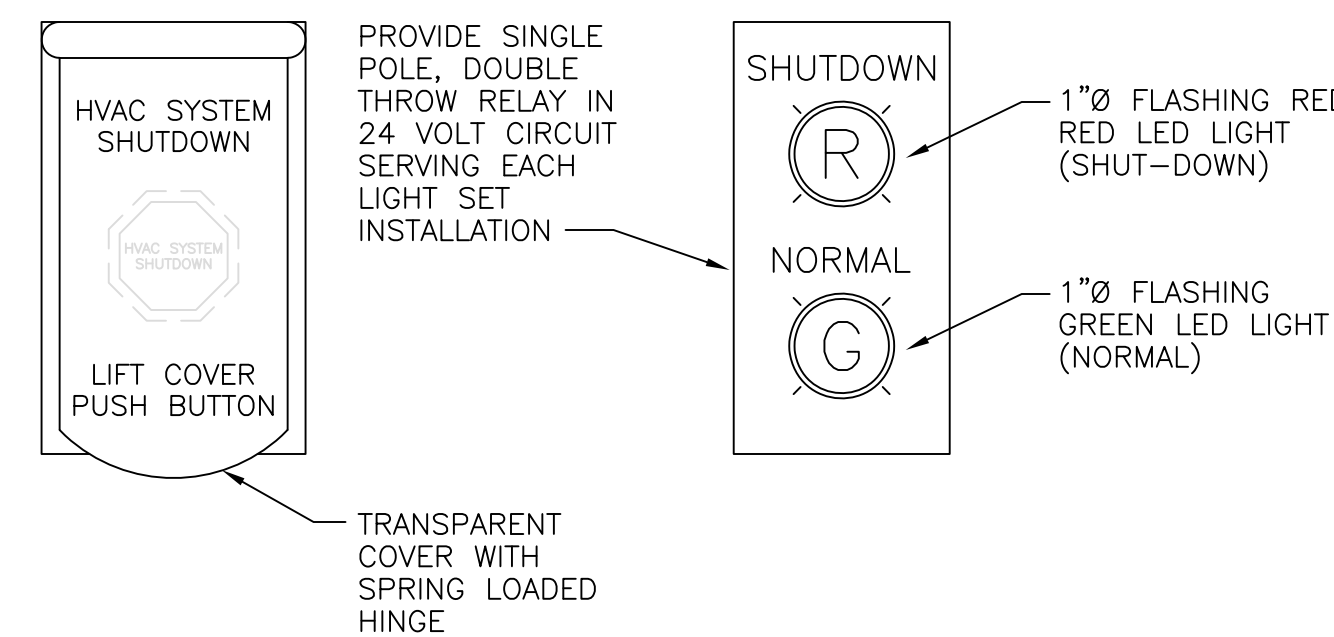 HVAC SYSTEM
SHUTDOWN
HVAC SYSTEM
SHUTDOWN
LIFT COVER
PUSH BUTTON
TRANSPARENT
COVER WITH
SPRING LOADED
HINGE
PROVIDE SINGLE
POLE, DOUBLE
THROW RELAY IN
24 VOLT CIRCUIT
SERVING EACH
LIGHT SET
INSTALLATION
SHUTDOWN
R
NORMAL
G
1"Ø FLASHING RED
RED LED LIGHT
(SHUT-DOWN)
1"Ø FLASHING
GREEN LED LIGHT
(NORMAL)